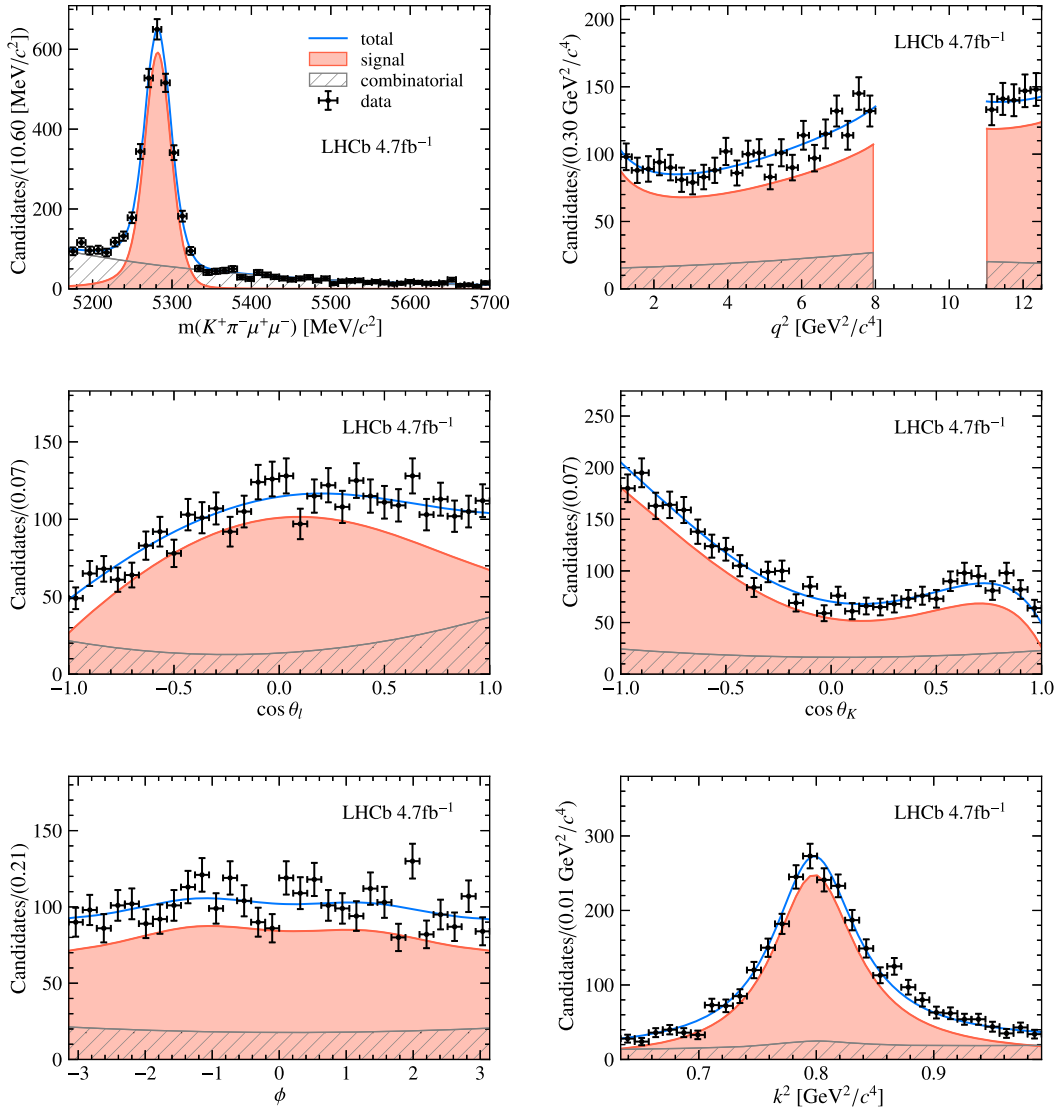 total
signal
combinatorial
data
LHCb 4.7fb⁻¹
Candidates/(10.60 [MeV/c²])
0
200
400
600
5200 5300 5400 5500 5600 5700
m(K⁺π⁻μ⁺μ⁻) [MeV/c²]
LHCb 4.7fb⁻¹
Candidates/(0.30 GeV²/c⁴)
0
50
100
150
200
2 4 6 8 10 12
q² [GeV²/c⁴]
LHCb 4.7fb⁻¹
Candidates/(0.07)
0
50
100
150
−1.0 −0.5 0.0 0.5 1.0
cos θₗ
LHCb 4.7fb⁻¹
Candidates/(0.07)
0
50
100
150
200
250
−1.0 −0.5 0.0 0.5 1.0
cos θ_K
LHCb 4.7fb⁻¹
Candidates/(0.21)
0
50
100
150
−3 −2 −1 0 1 2 3
ϕ
LHCb 4.7fb⁻¹
Candidates/(0.01 GeV²/c⁴)
0
100
200
300
0.7 0.8 0.9
k² [GeV²/c⁴]